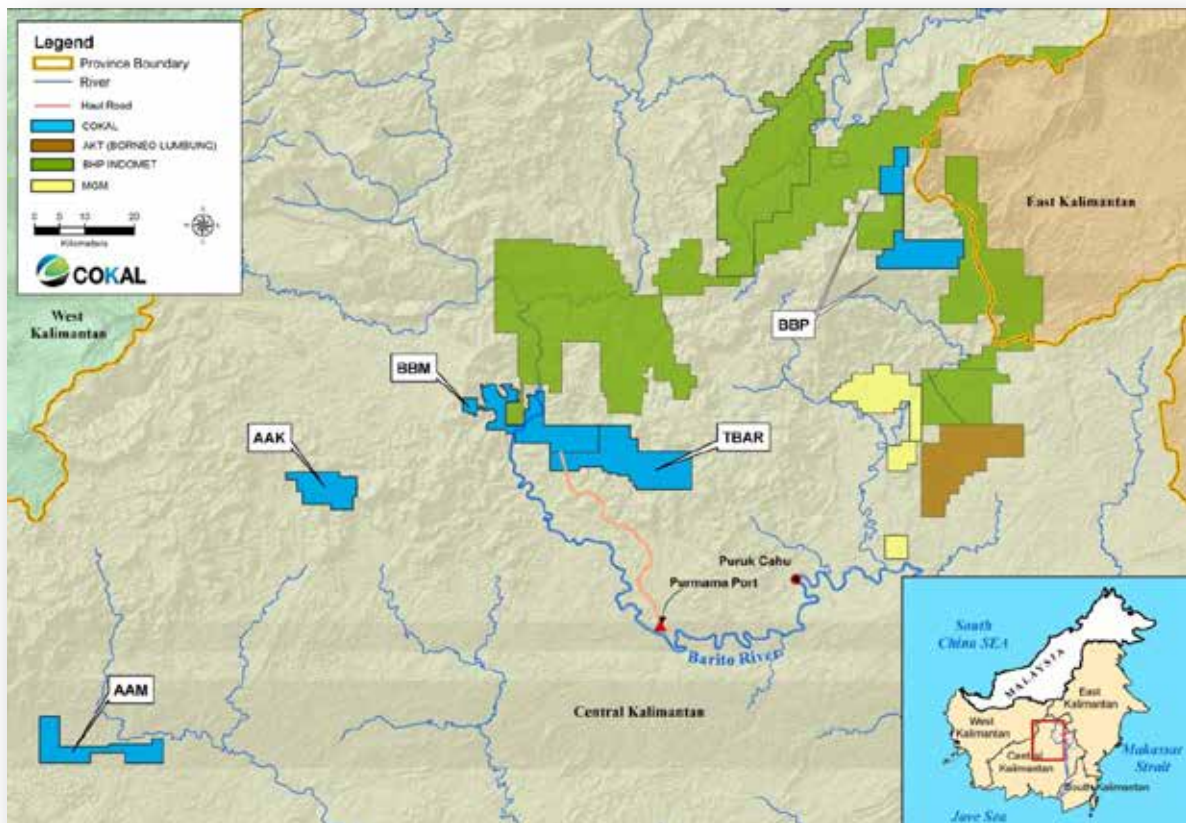 Legend
Province Boundary
River
Haul Road
COKAL
AKT (BORNEO LUMBUNG)
BHP INDOMET
MGM
0 5 10 20
Kilometers
COKAL
West
Kalimantan
East Kalimantan
BBP
BBM
AAK
TBAR
Puruk Cahu
Purnama Port
Barito River
AAM
Central Kalimantan
South
China SEA
MALAYSIA
East
Kalimantan
West
Kalimantan
Central
Kalimantan
South Kalimantan
Makassar
Strait
Jave Sea